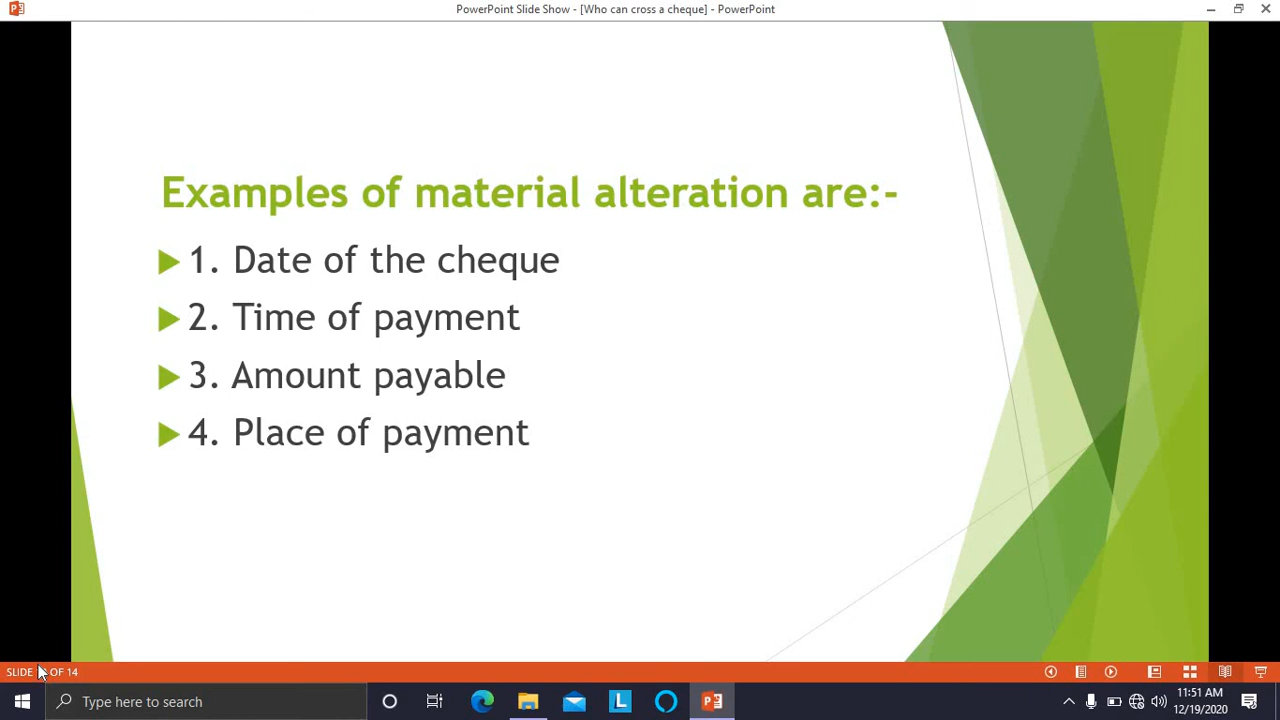 PowerPoint Slide Show - [Who can cross a cheque] - PowerPoint
Examples of material alteration are:-
1. Date of the cheque
2. Time of payment
3. Amount payable
4. Place of payment
SLIDE OF 14
Type here to search
L
11:51 AM
12/19/2020